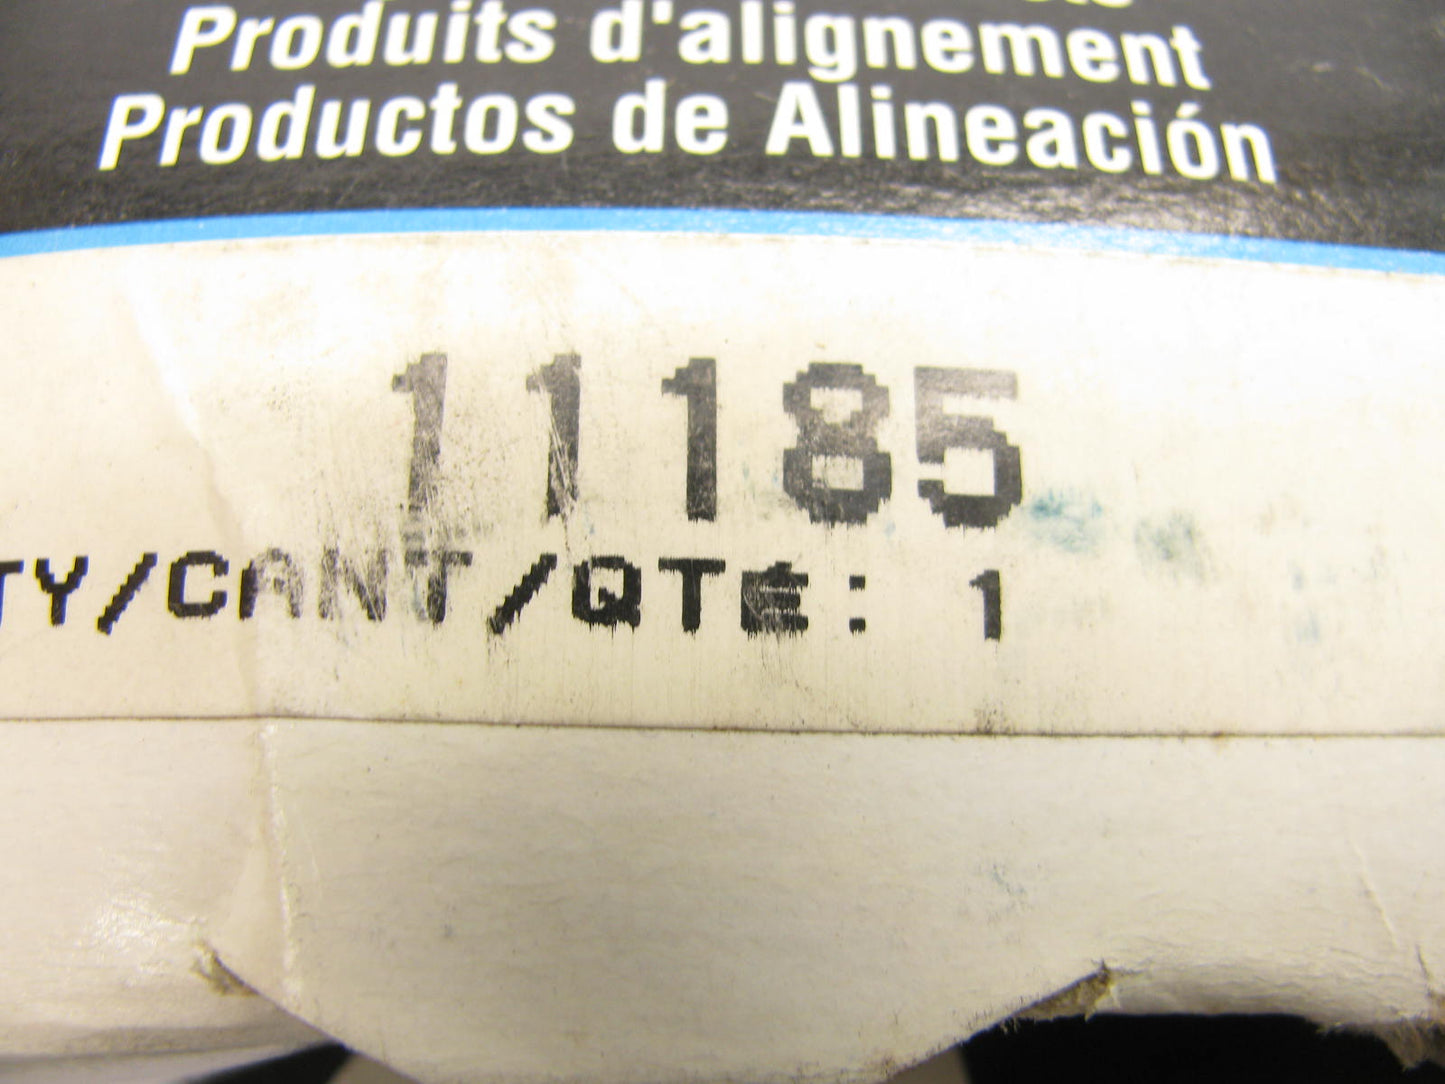 Produits d'alignement
Productos de Alineación
11185
TY/CANT/QTÉ: 1